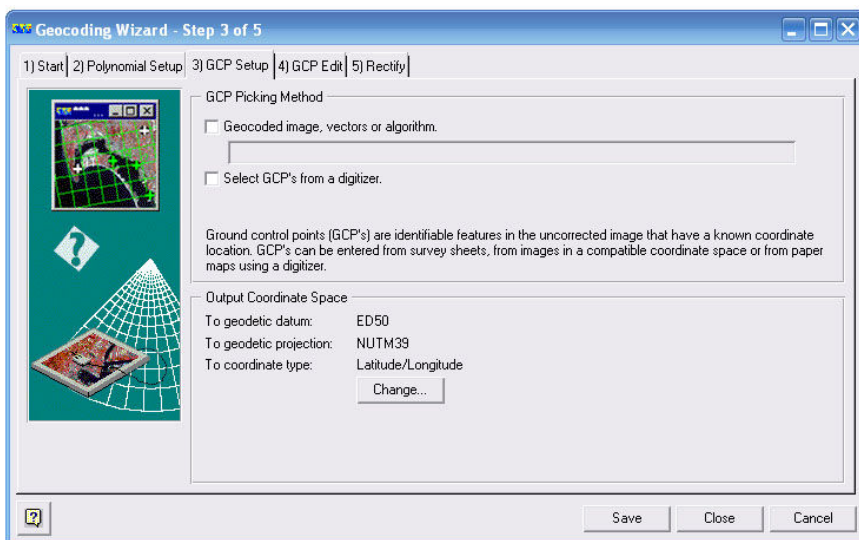 Geocoding Wizard - Step 3 of 5
1) Start 2) Polynomial Setup 3) GCP Setup 4) GCP Edit 5) Rectify
GCP Picking Method
Geocoded image, vectors or algorithm.
Select GCP's from a digitizer.
Ground control points (GCP's) are identifiable features in the uncorrected image that have a known coordinate
location. GCP's can be entered from survey sheets, from images in a compatible coordinate space or from paper
maps using a digitizer.
Output Coordinate Space
To geodetic datum: ED50
To geodetic projection: NUTM39
To coordinate type: Latitude/Longitude
Change...
Save Close Cancel